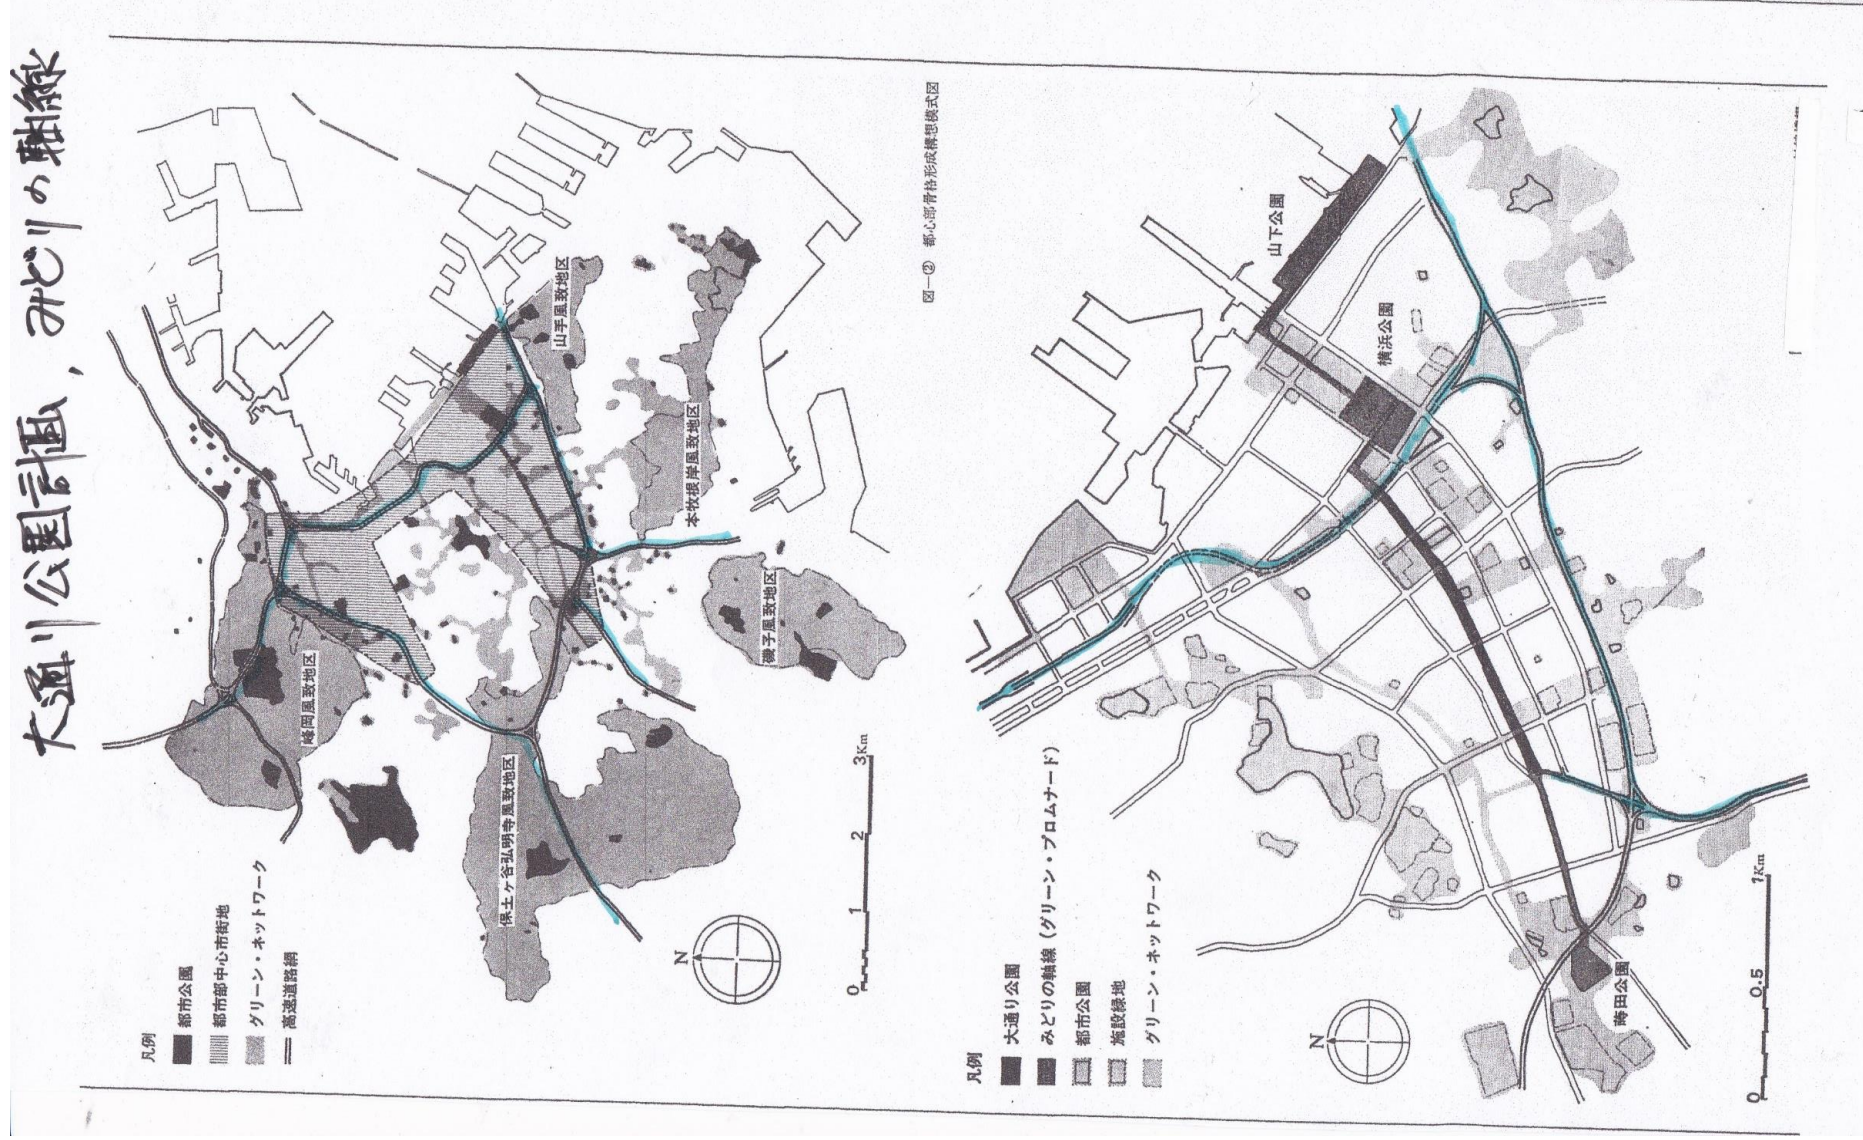 大通り公園計画、みどりの軸線
凡例
都市公園
都市部中心市街地
グリーン・ネットワーク
高速道路網
峰岡風致地区
保土ヶ谷弘明寺風致地区
山手風致地区
本牧根岸風致地区
磯子風致地区
N
0 1 2 3Km
図―② 都心部骨格形成構想模式図
凡例
大通り公園
みどりの軸線（グリーン・プロムナード）
都市公園
施設緑地
グリーン・ネットワーク
山下公園
横浜公園
蒔田公園
N
0 0.5 1Km